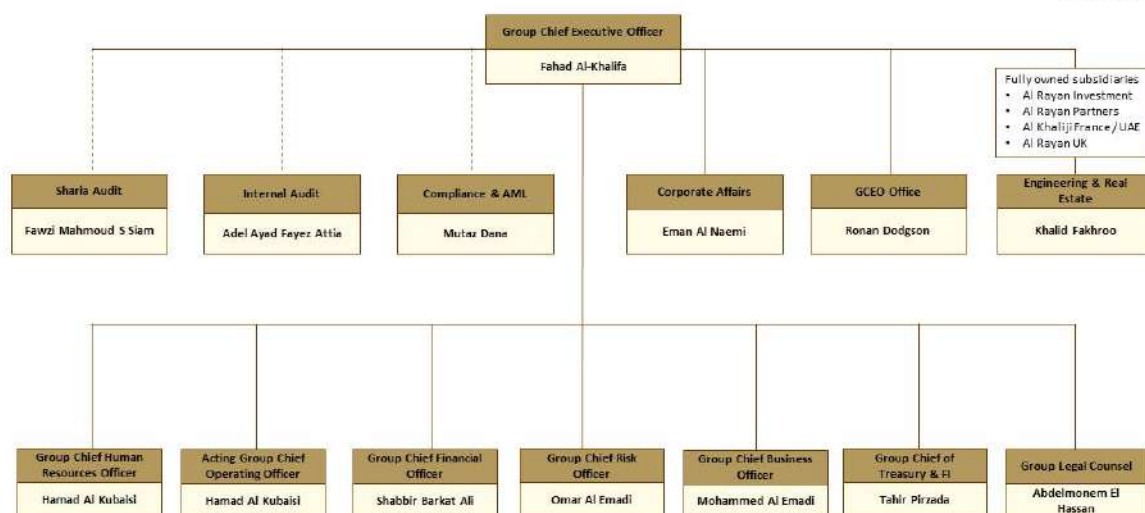 Group Chief Executive Officer
Fahad Al-Khalifa
Fully owned subsidiaries
• Al Rayan Investment
• Al Rayan Partners
• Al Khaliji France / UAE
• Al Rayan UK
Sharia Audit
Fawzi Mahmoud S Siam
Internal Audit
Adel Ayad Fayez Attia
Compliance & AML
Mutaz Dana
Corporate Affairs
Eman Al Naemi
GCEO Office
Ronan Dodgson
Engineering & Real
Estate
Khalid Fakhroo
Group Chief Human
Resources Officer
Hamad Al Kubaisi
Acting Group Chief
Operating Officer
Hamad Al Kubaisi
Group Chief Financial
Officer
Shabbir Barkat Ali
Group Chief Risk
Officer
Omar Al Emadi
Group Chief Business
Officer
Mohammed Al Emadi
Group Chief of
Treasury & FI
Tahir Pirzada
Group Legal Counsel
Abdelmonem El
Hassan